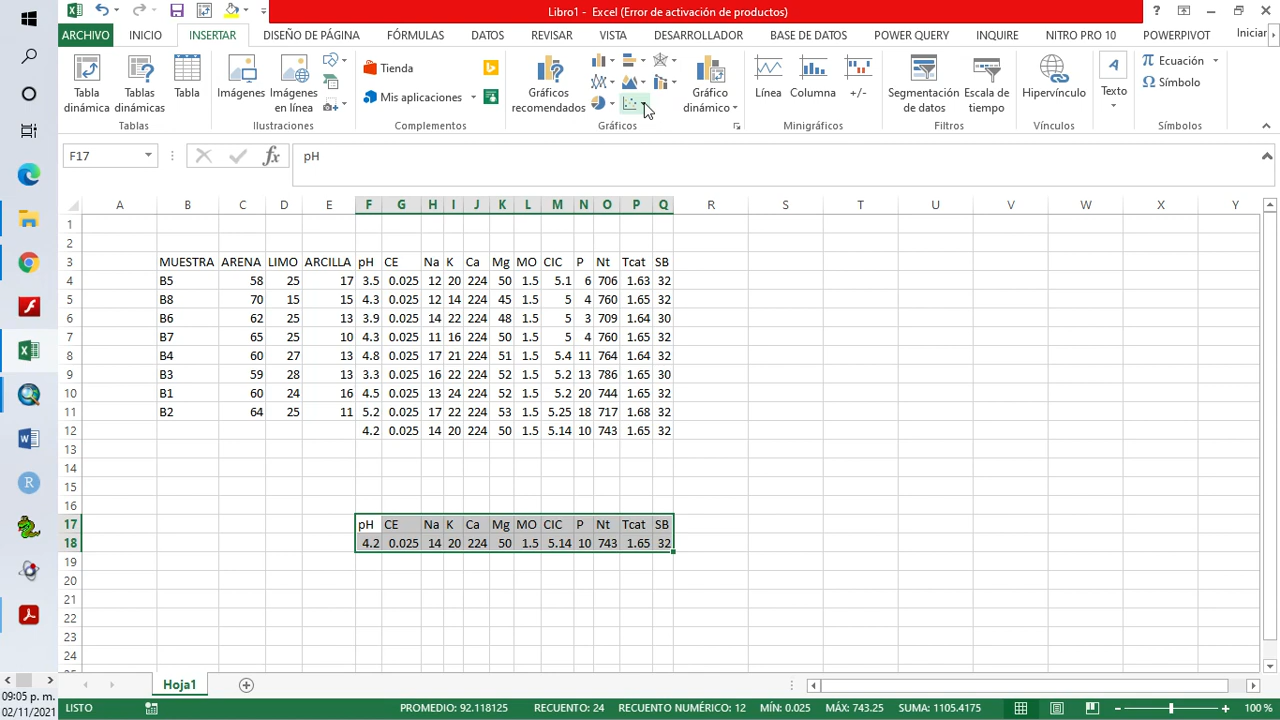 Libro1 - Excel (Error de activación de productos)
?
ARCHIVO INICIO INSERTAR DISEÑO DE PÁGINA FÓRMULAS DATOS REVISAR VISTA DESARROLLADOR BASE DE DATOS POWER QUERY INQUIRE NITRO PRO 10 POWERPIVOT Iniciar
Tabla dinámica Tablas dinámicas Tabla
Imágenes Imágenes en línea
Tienda
Mis aplicaciones
Gráficos recomendados
Gráfico dinámico
Línea Columna +/-
Segmentación de datos Escala de tiempo
Hipervínculo
A Texto
Ecuación
Símbolo
Tablas Ilustraciones Complementos Gráficos Minigráficos Filtros Vínculos Símbolos
F17 fx pH
A B C D E F G H I J K L M N O P Q R S T U V W X Y
1
2
3 MUESTRA ARENA LIMO ARCILLA pH CE Na K Ca Mg MO CIC P Nt Tcat SB
4 B5 58 25 17 3.5 0.025 12 20 224 50 1.5 5.1 6 706 1.63 32
5 B8 70 15 15 4.3 0.025 12 14 224 45 1.5 5 4 760 1.65 32
6 B6 62 25 13 3.9 0.025 14 22 224 48 1.5 5 3 709 1.64 30
7 B7 65 25 10 4.3 0.025 11 16 224 50 1.5 5 4 760 1.65 32
8 B4 60 27 13 4.8 0.025 17 21 224 51 1.5 5.4 11 764 1.64 32
9 B3 59 28 13 3.3 0.025 16 22 224 52 1.5 5.2 13 786 1.65 30
10 B1 60 24 16 4.5 0.025 13 24 224 52 1.5 5.2 20 744 1.65 32
11 B2 64 25 11 5.2 0.025 17 22 224 53 1.5 5.25 18 717 1.68 32
12 4.2 0.025 14 20 224 50 1.5 5.14 10 743 1.65 32
13
14
15
16
17 pH CE Na K Ca Mg MO CIC P Nt Tcat SB
18 4.2 0.025 14 20 224 50 1.5 5.14 10 743 1.65 32
19
20
21
22
23
24
Hoja1
09:05 p. m.
02/11/2021
LISTO PROMEDIO: 92.118125 RECUENTO: 24 RECUENTO NUMÉRICO: 12 MÍN: 0.025 MÁX: 743.25 SUMA: 1105.4175 100 %